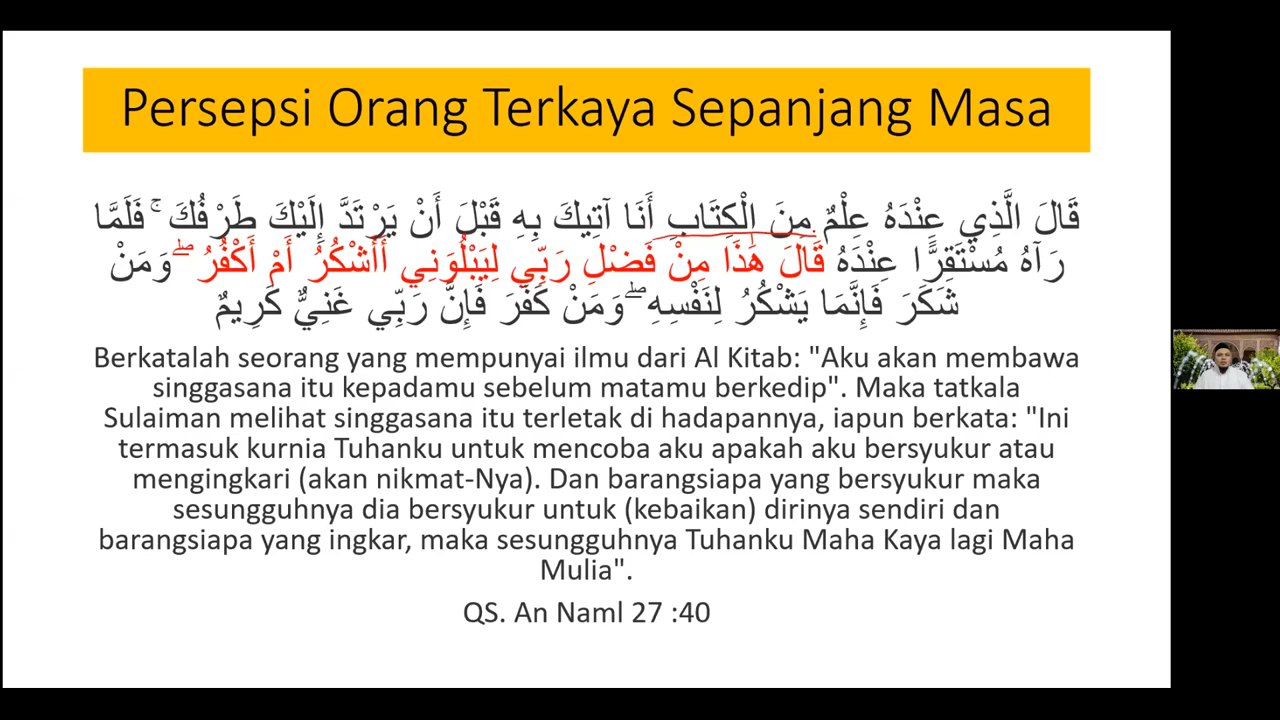 Persepsi Orang Terkaya Sepanjang Masa
قَالَ الَّذِي عِنْدَهُ عِلْمٌ مِنَ الْكِتَابِ أَنَا آتِيكَ بِهِ قَبْلَ أَنْ يَرْتَدَّ إِلَيْكَ طَرْفُكَ ۚ فَلَمَّا
رَآهُ مُسْتَقِرًّا عِنْدَهُ قَالَ هَٰذَا مِنْ فَضْلِ رَبِّي لِيَبْلُوَنِي أَأَشْكُرُ أَمْ أَكْفُرُ ۖ وَمَنْ
شَكَرَ فَإِنَّمَا يَشْكُرُ لِنَفْسِهِ ۖ وَمَنْ كَفَرَ فَإِنَّ رَبِّي غَنِيٌّ كَرِيمٌ
Berkatalah seorang yang mempunyai ilmu dari Al Kitab: "Aku akan membawa
singgasana itu kepadamu sebelum matamu berkedip". Maka tatkala
Sulaiman melihat singgasana itu terletak di hadapannya, iapun berkata: "Ini
termasuk kurnia Tuhanku untuk mencoba aku apakah aku bersyukur atau
mengingkari (akan nikmat-Nya). Dan barangsiapa yang bersyukur maka
sesungguhnya dia bersyukur untuk (kebaikan) dirinya sendiri dan
barangsiapa yang ingkar, maka sesungguhnya Tuhanku Maha Kaya lagi Maha
Mulia".
QS. An Naml 27 :40